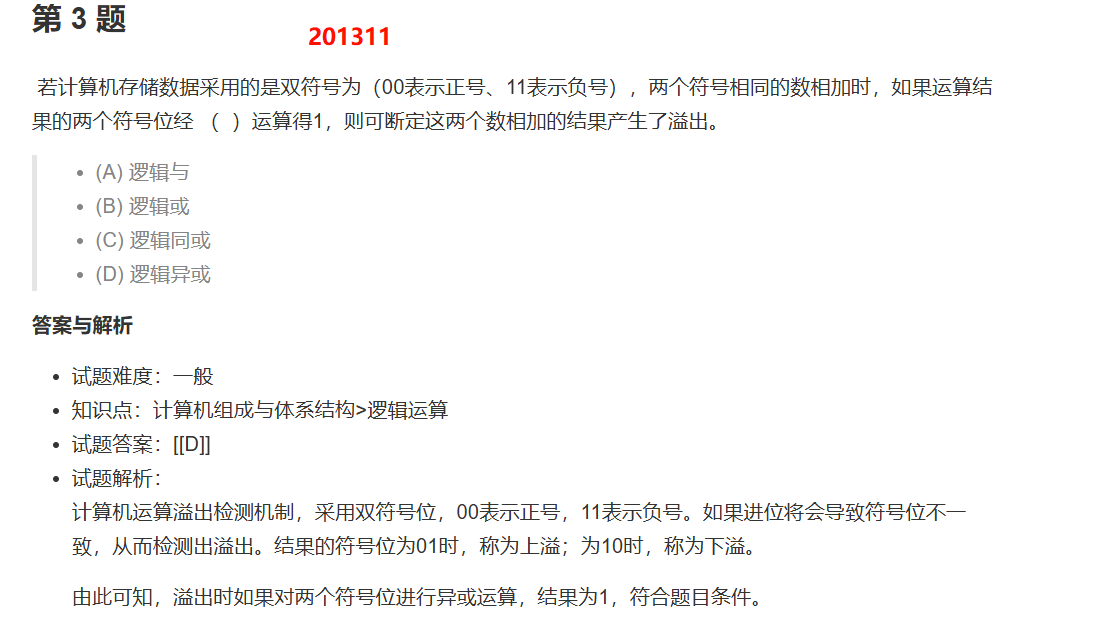 第 3 题
201311
若计算机存储数据采用的是双符号为（00表示正号、11表示负号），两个符号相同的数相加时，如果运算结
果的两个符号位经 （ ）运算得1，则可断定这两个数相加的结果产生了溢出。
• (A) 逻辑与
• (B) 逻辑或
• (C) 逻辑同或
• (D) 逻辑异或
答案与解析
• 试题难度：一般
• 知识点：计算机组成与体系结构>逻辑运算
• 试题答案：[[D]]
• 试题解析：
计算机运算溢出检测机制，采用双符号位，00表示正号，11表示负号。如果进位将会导致符号位不一
致，从而检测出溢出。结果的符号位为01时，称为上溢；为10时，称为下溢。
由此可知，溢出时如果对两个符号位进行异或运算，结果为1，符合题目条件。